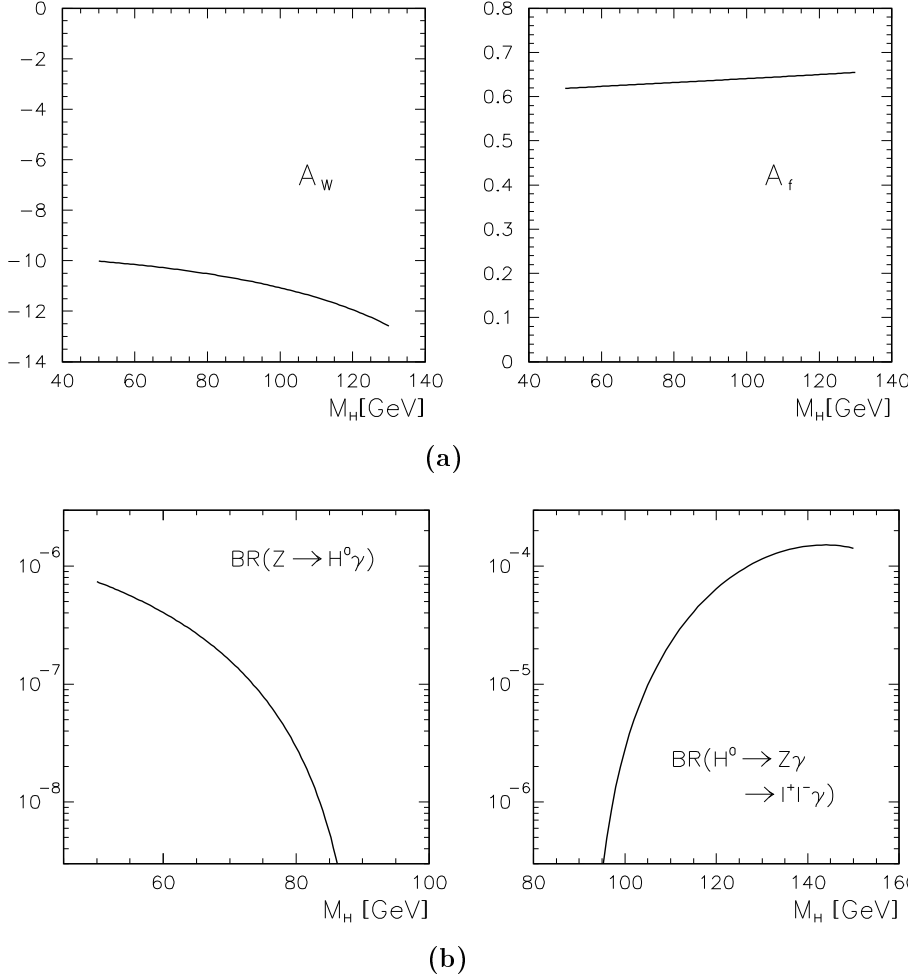 0
−2
−4
−6
−8
−10
−12
−14
40 60 80 100 120 140
A_W
M_H [GeV]
0.8
0.7
0.6
0.5
0.4
0.3
0.2
0.1
0
40 60 80 100 120 140
A_f
M_H [GeV]
(a)
10^−6
10^−7
10^−8
60 80 100
BR(Z → H⁰γ)
M_H [GeV]
10^−4
10^−5
10^−6
80 100 120 140 160
BR(H⁰ → Zγ
→ l⁺l⁻γ)
M_H [GeV]
(b)